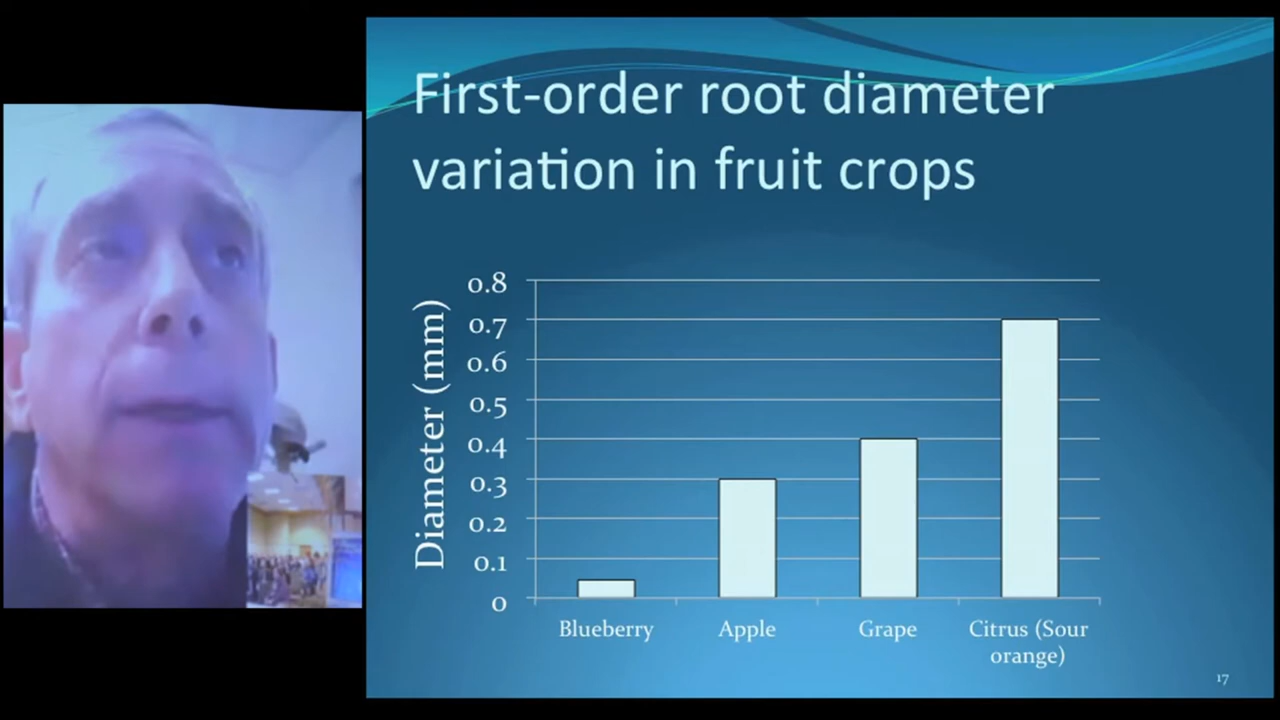 First-order root diameter
variation in fruit crops
Diameter (mm)
0.8
0.7
0.6
0.5
0.4
0.3
0.2
0.1
0
Blueberry
Apple
Grape
Citrus (Sour
orange)
17